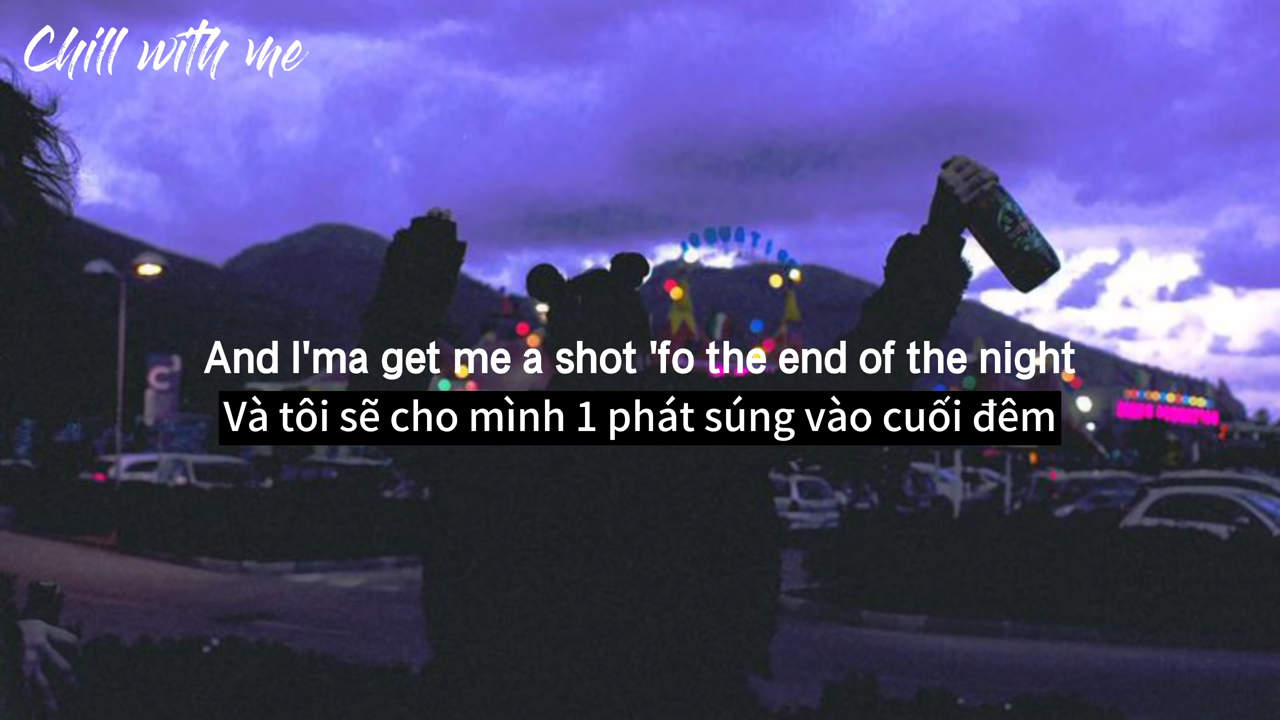 Chill with me
And I'ma get me a shot 'fo the end of the night
Và tôi sẽ cho mình 1 phát súng vào cuối đêm